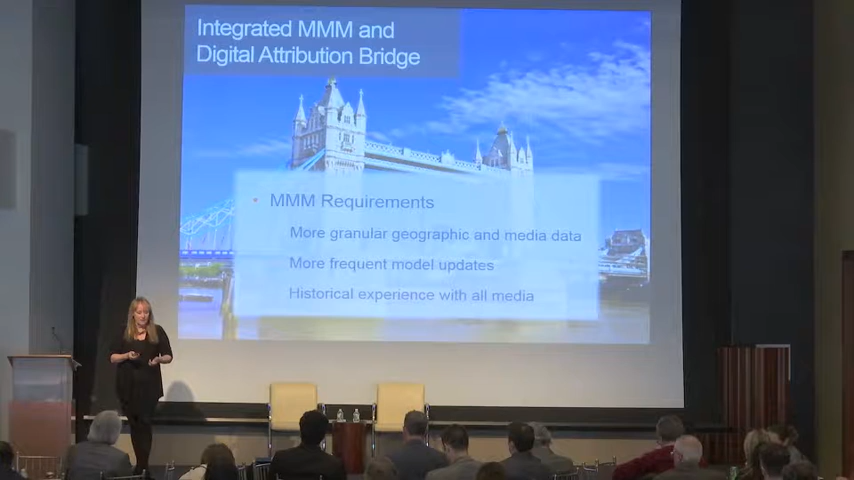 Integrated MMM and
Digital Attribution Bridge
• MMM Requirements
More granular geographic and media data
More frequent model updates
Historical experience with all media